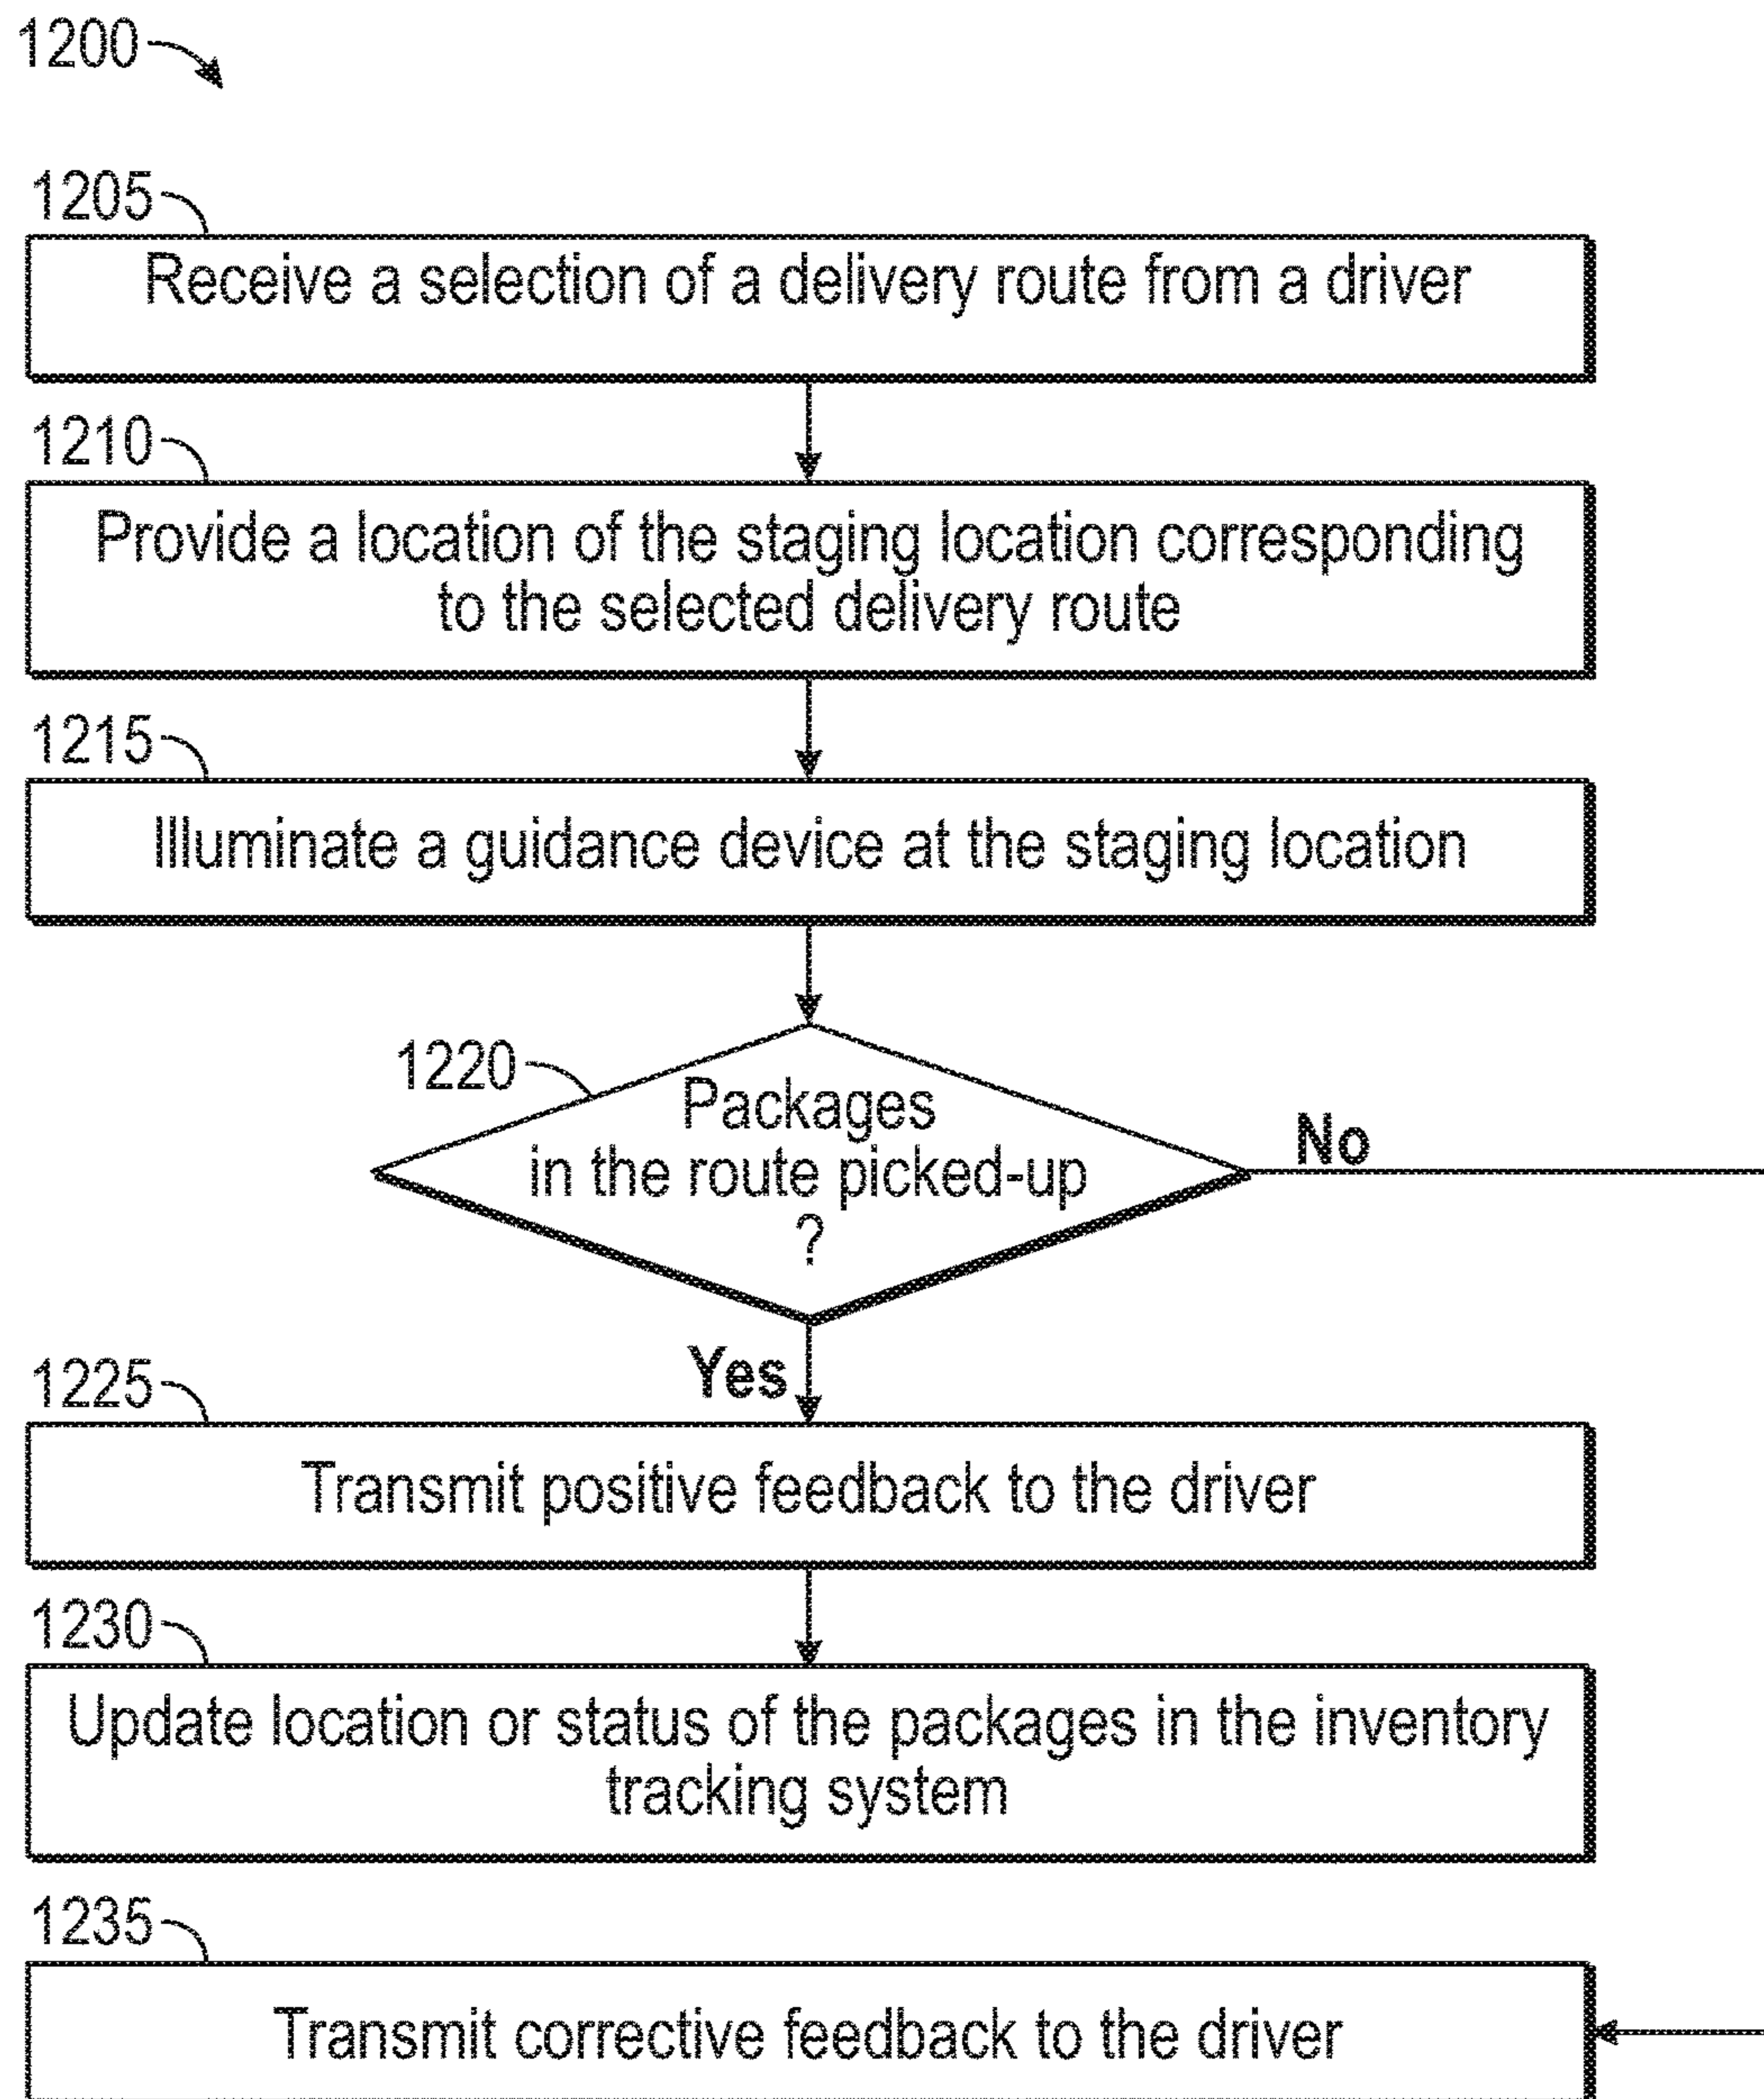 1200
1205
Receive a selection of a delivery route from a driver
1210
Provide a location of the staging location corresponding
to the selected delivery route
1215
Illuminate a guidance device at the staging location
1220
Packages
in the route picked-up
?
No
Yes
1225
Transmit positive feedback to the driver
1230
Update location or status of the packages in the inventory
tracking system
1235
Transmit corrective feedback to the driver